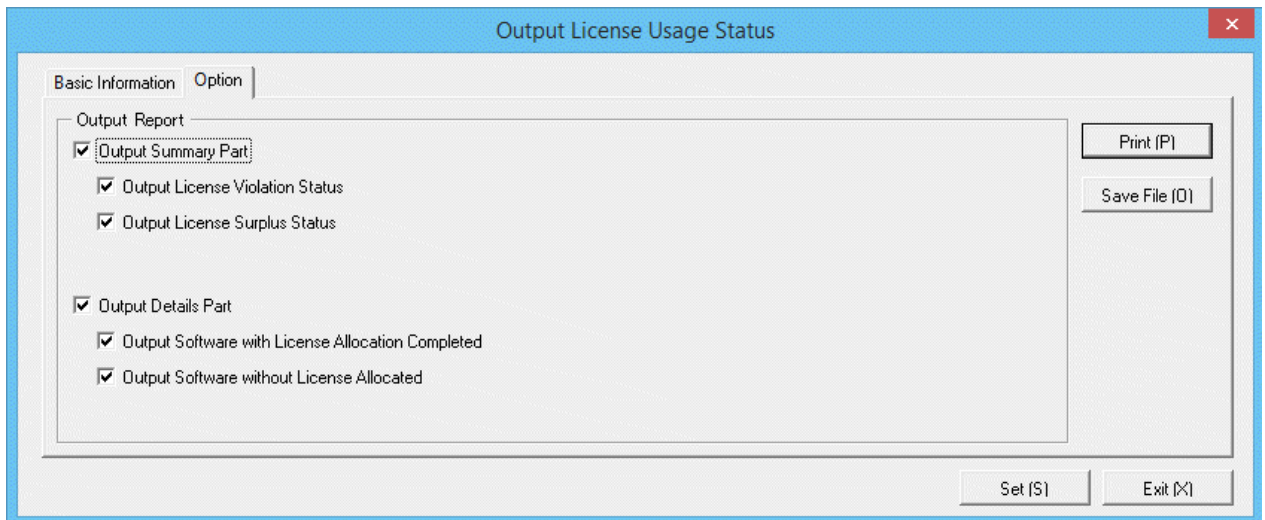 Output License Usage Status
Basic Information
Option
Output Report
Output Summary Part
Output License Violation Status
Output License Surplus Status
Output Details Part
Output Software with License Allocation Completed
Output Software without License Allocated
Print (P)
Save File (O)
Set (S)
Exit (X)